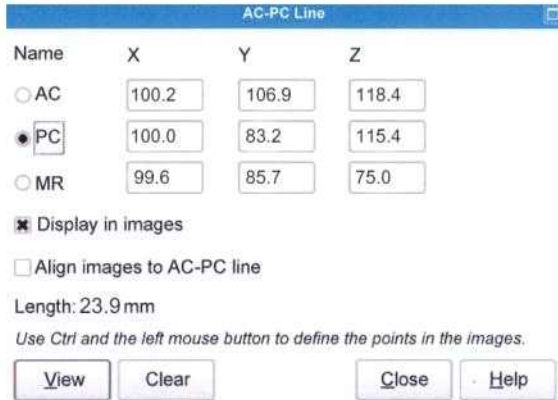 AC-PC Line
Name X Y Z
AC 100.2 106.9 118.4
PC 100.0 83.2 115.4
MR 99.6 85.7 75.0
Display in images
Align images to AC-PC line
Length: 23.9 mm
Use Ctrl and the left mouse button to define the points in the images.
View Clear Close Help